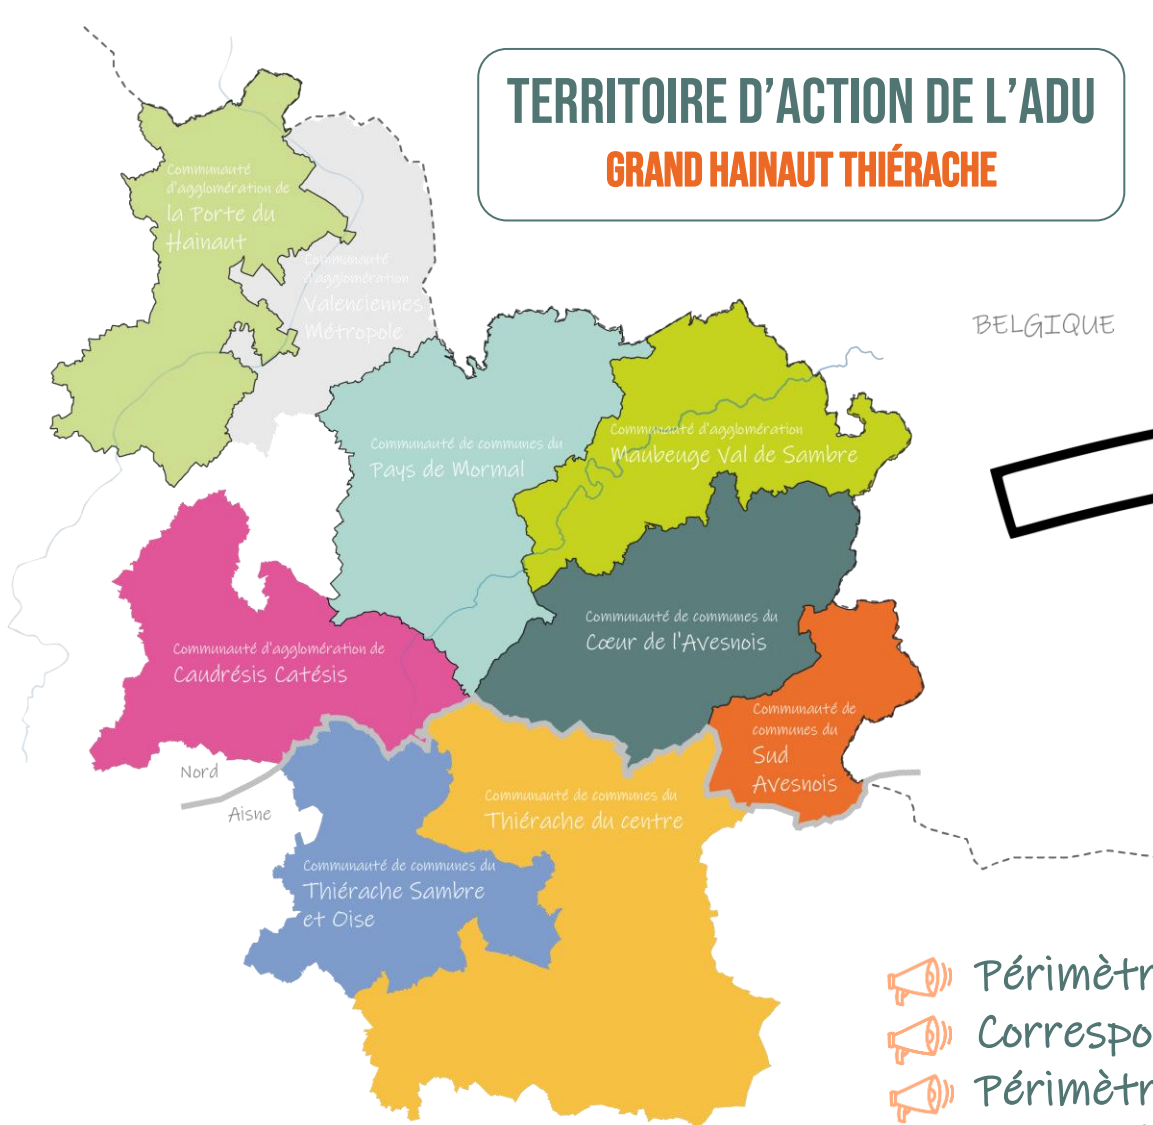 TERRITOIRE D'ACTION DE L'ADU
GRAND HAINAUT THIÉRACHE
Communauté
d'agglomération de
la Porte du
Hainaut
Communauté
d'agglomération
Valenciennes
Métropole
BELGIQUE
Communauté de communes du
Pays de Mormal
Communauté d'agglomération
Maubeuge Val de Sambre
Communauté de communes du
Cœur de l'Avesnois
Communauté d'agglomération de
Caudrésis Catésis
Communauté de
communes du
Sud
Avesnois
Nord
Aisne
Communauté de communes du
Thiérache du centre
Communauté de communes du
Thiérache Sambre
et Oise
Périmètr
Correspo
Périmètr